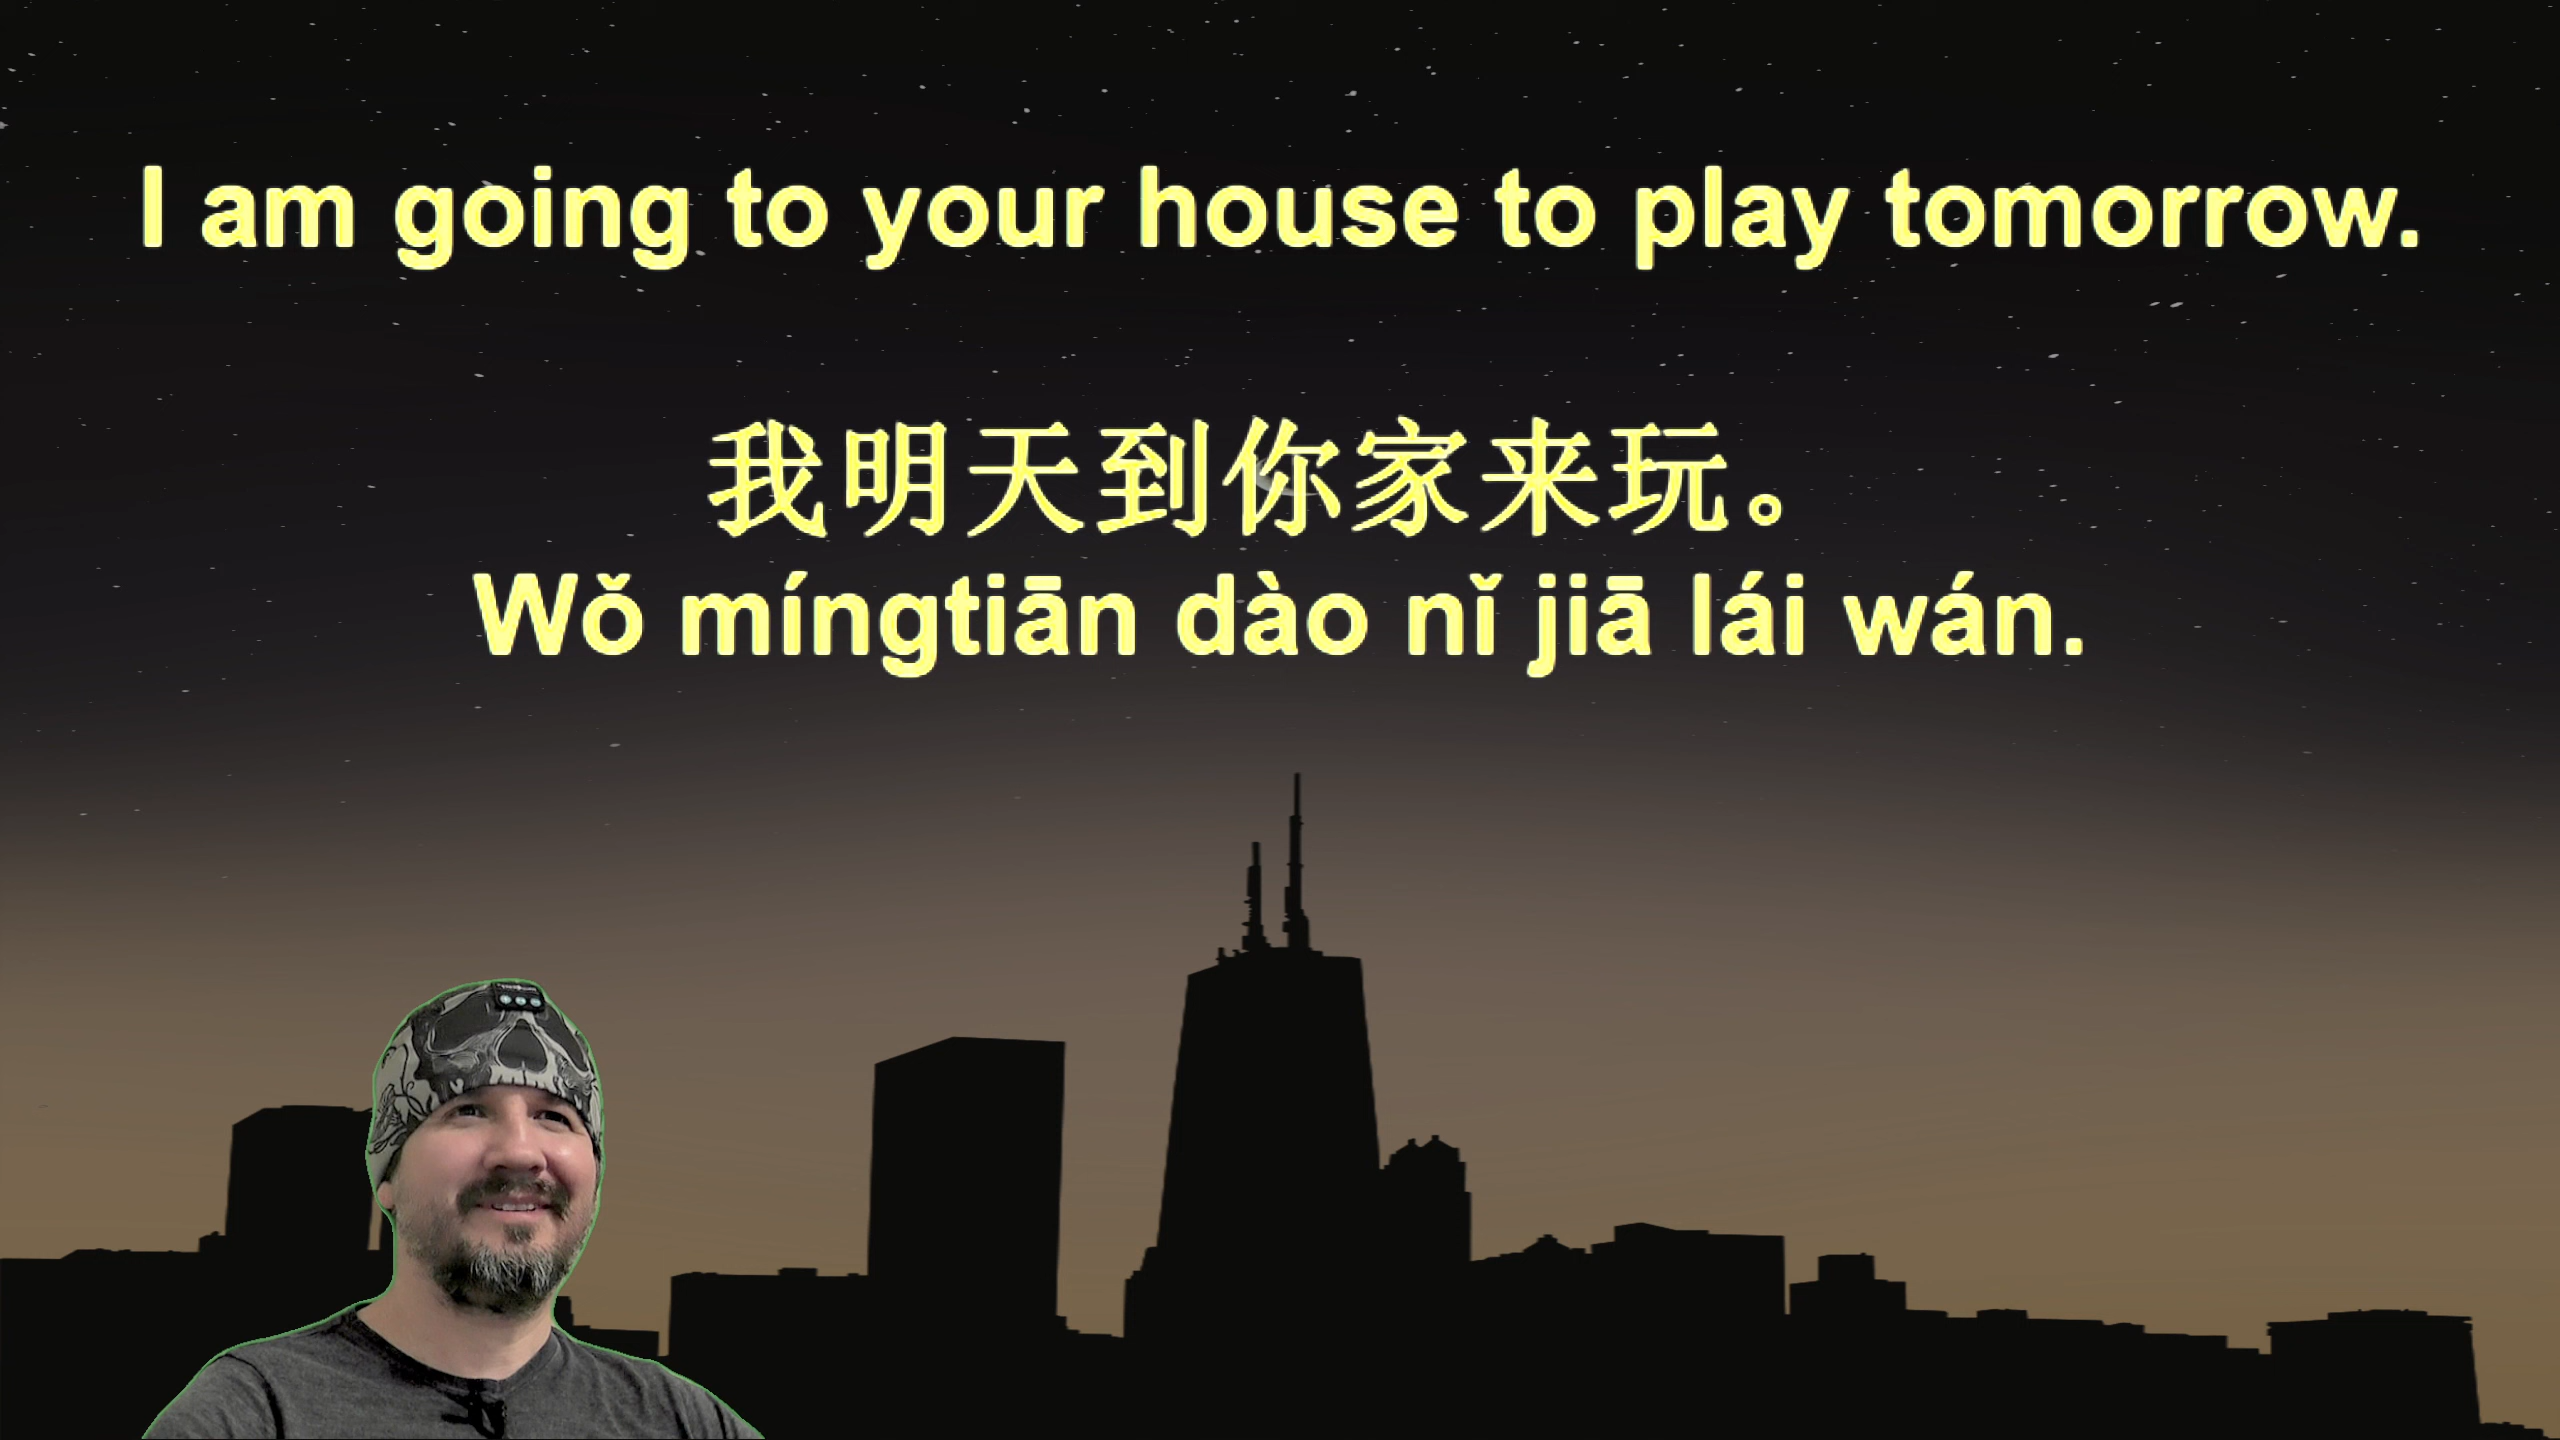 I am going to your house to play tomorrow.
我明天到你家来玩。
Wǒ míngtiān dào nǐ jiā lái wán.